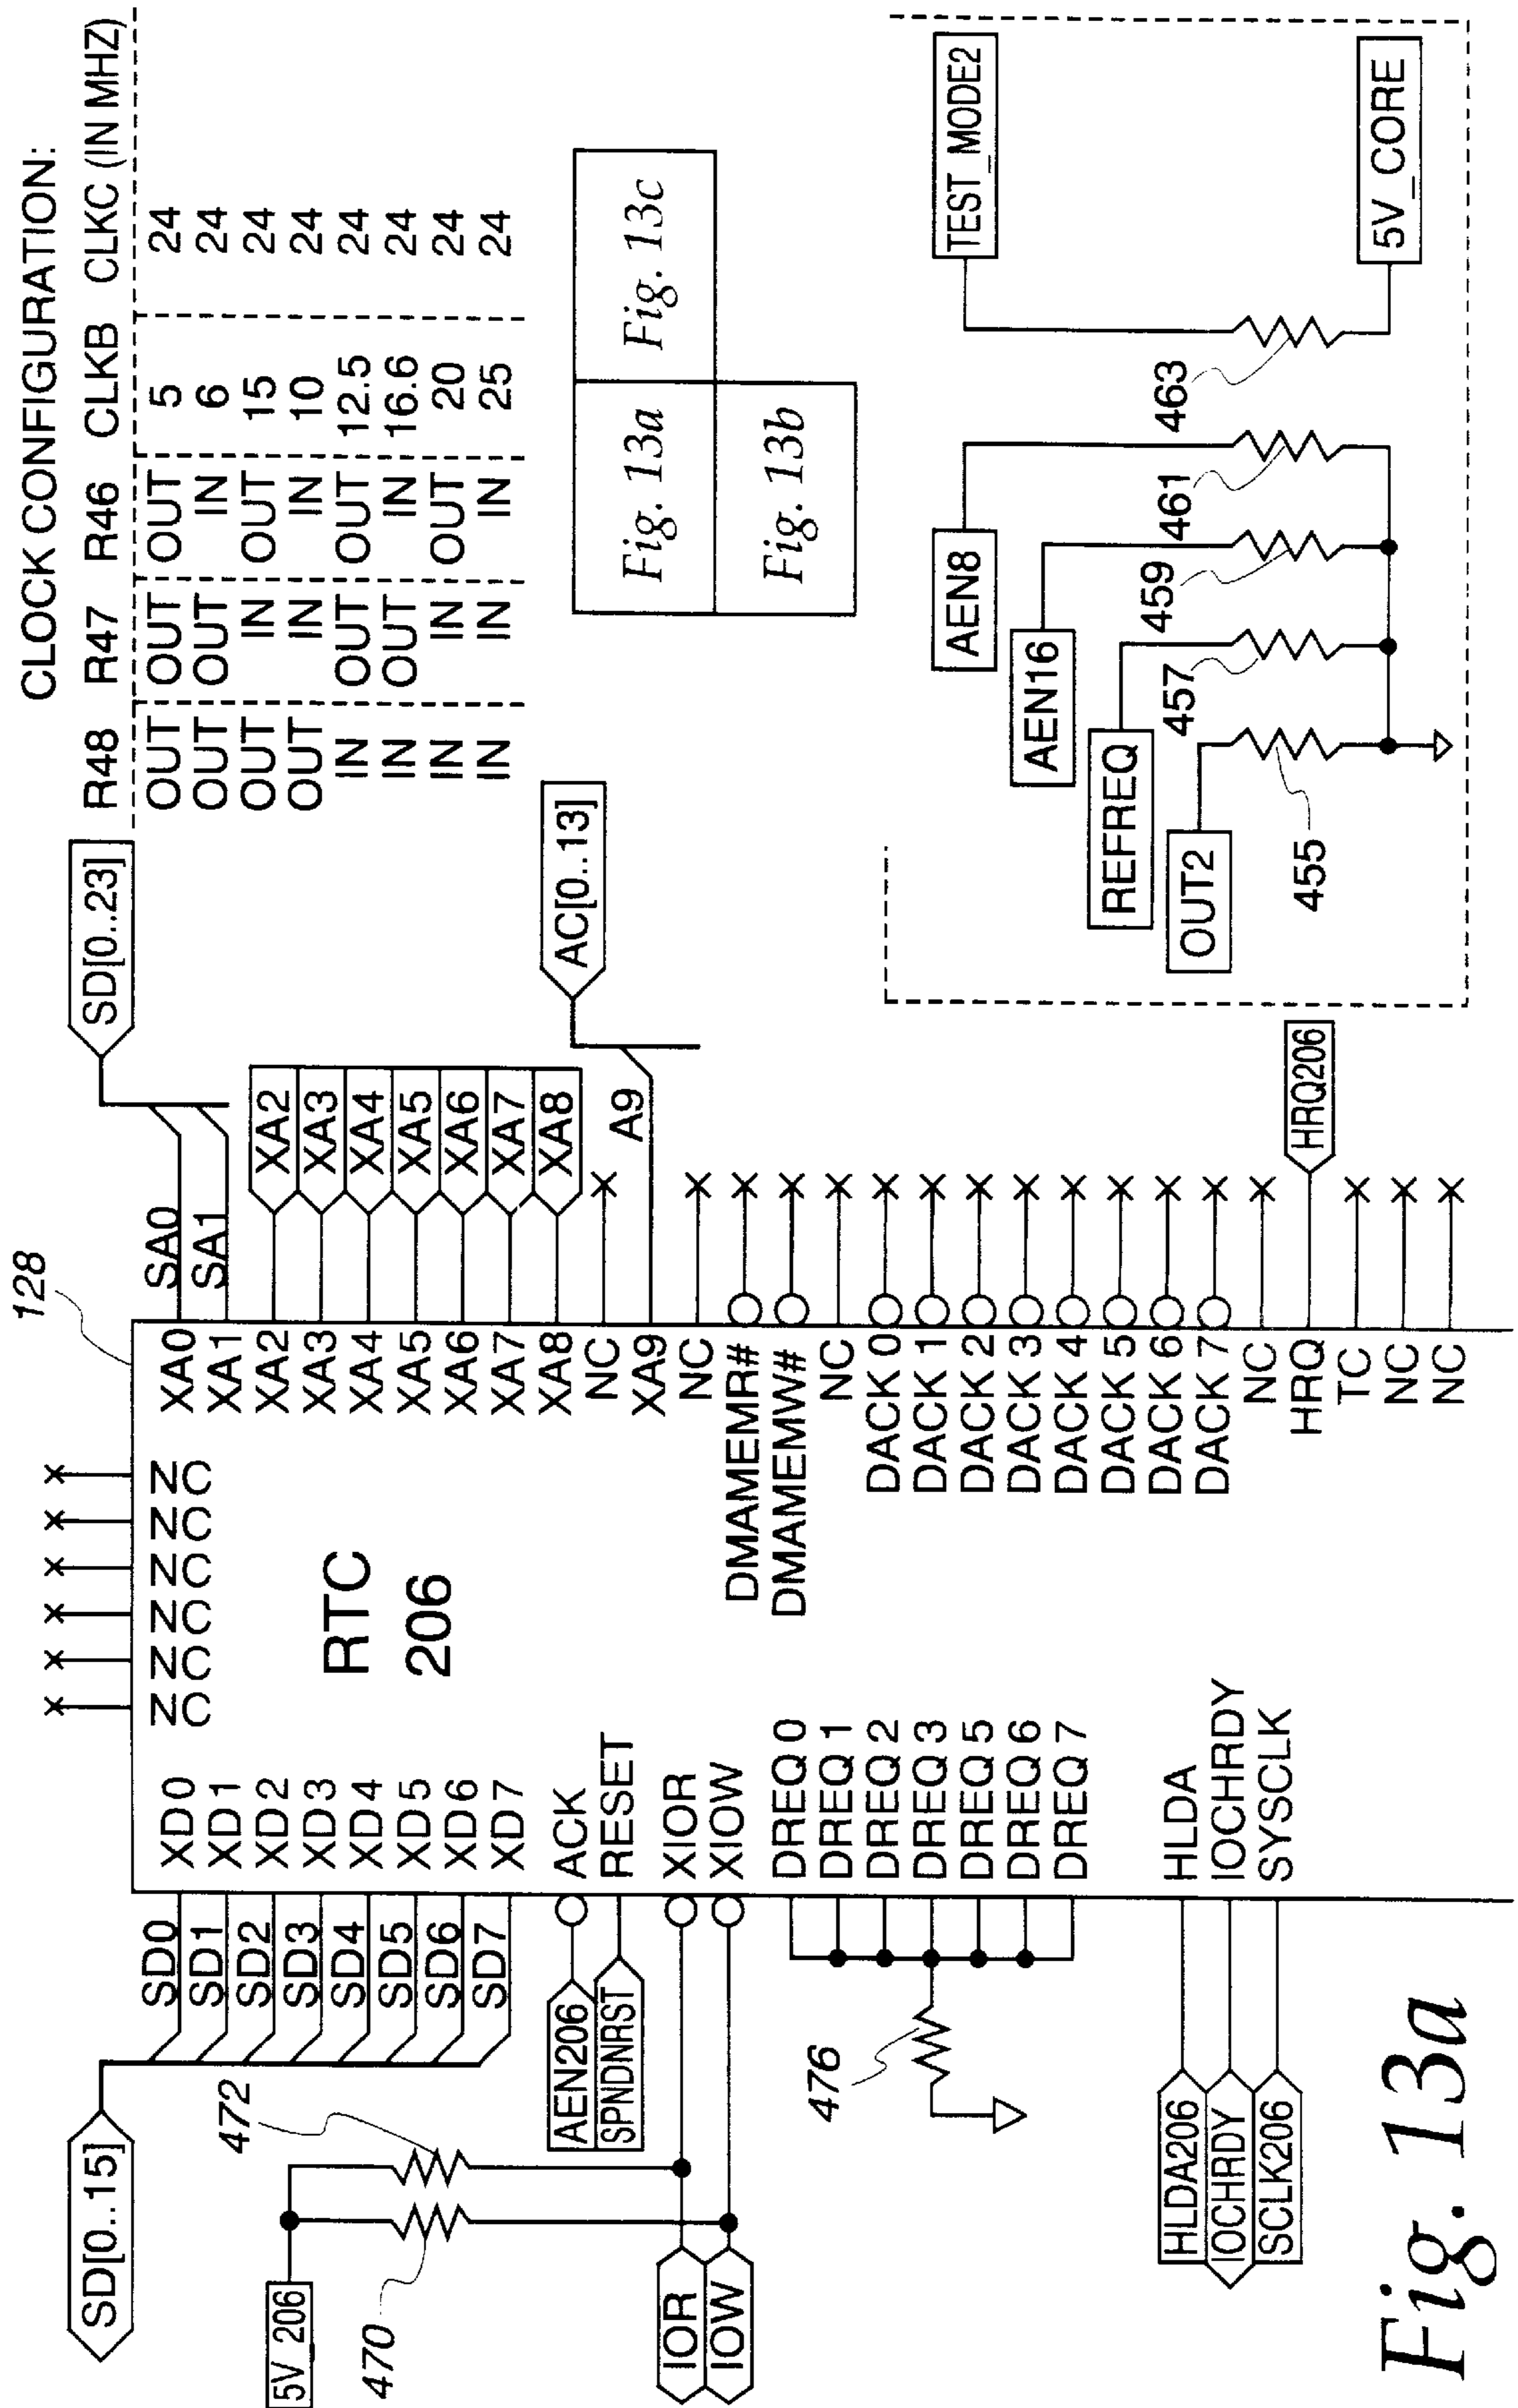 SD[0..15]
SD0
SD1
SD2
SD3
SD4
SD5
SD6
SD7
472
5V_206
470
AEN206
SPNDNRST
IOR
IOW
476
HLDA206
IOCHRDY
SCLK206
XD0
XD1
XD2
XD3
XD4
XD5
XD6
XD7
ACK
RESET
XIOR
XIOW
DREQ 0
DREQ 1
DREQ 2
DREQ 3
DREQ 5
DREQ 6
DREQ 7
HLDA
IOCHRDY
SYSCLK
NC NC NC NC NC NC
RTC
206
128
XA0
XA1
XA2
XA3
XA4
XA5
XA6
XA7
XA8
NC
XA9
NC
DMAMEMR#
DMAMEMW#
NC
DACK 0
DACK 1
DACK 2
DACK 3
DACK 4
DACK 5
DACK 6
DACK 7
NC
HRQ
TC
NC
NC
SA0
SA1
SD[0..23]
XA2
XA3
XA4
XA5
XA6
XA7
XA8
A9
AC[0..13]
HRQ206
CLOCK CONFIGURATION:
R48 R47 R46 CLKB CLKC (IN MHZ)
OUT OUT OUT 5 24
OUT OUT IN 6 24
OUT IN OUT 15 24
OUT IN IN 10 24
IN OUT OUT 12.5 24
IN OUT IN 16.6 24
IN IN OUT 20 24
IN IN IN 25 24
Fig. 13a Fig. 13c
Fig. 13b
TEST_MODE2
AEN8
AEN16
REFREQ
OUT2
455
457
459
461
463
5V_CORE
Fig. 13a